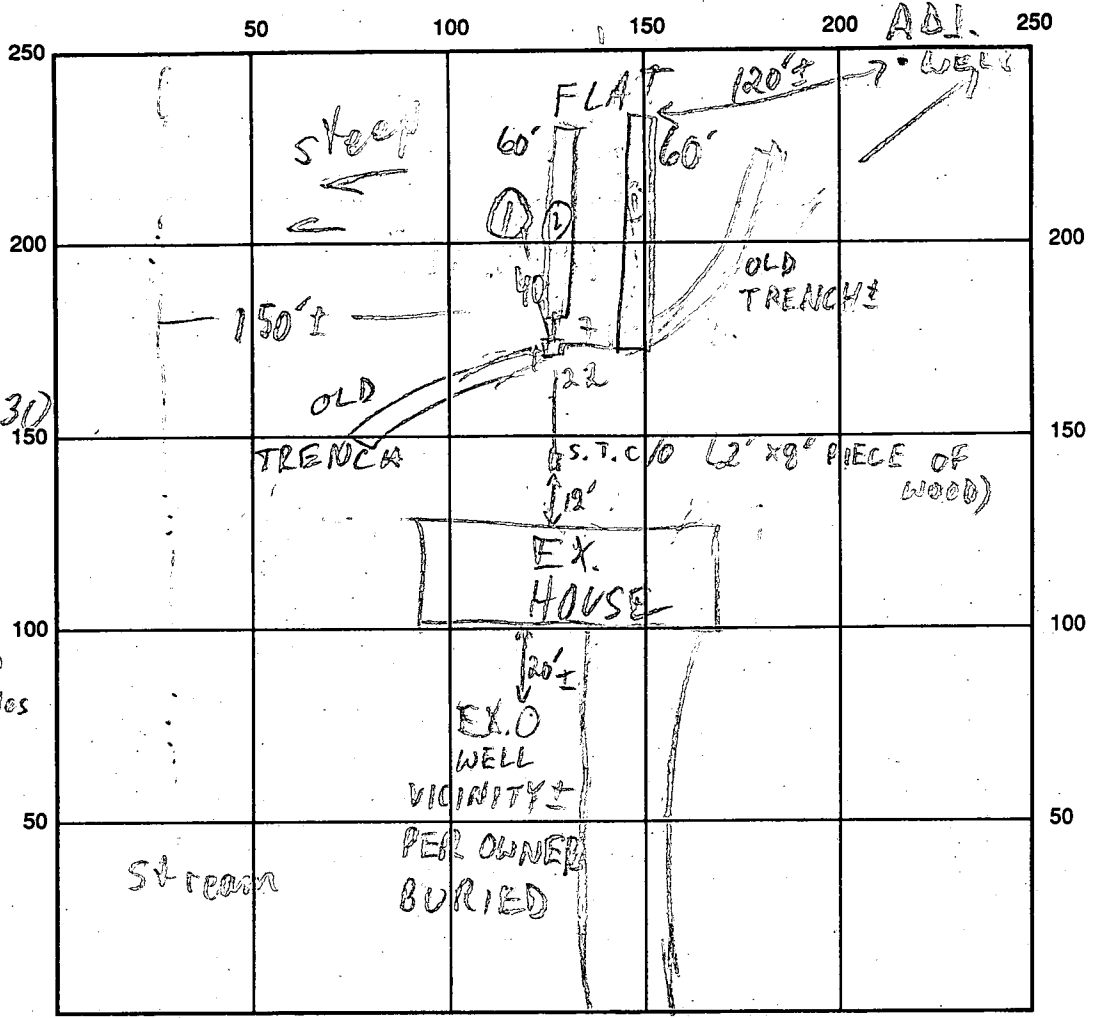 50 100 150 200 250
ADJ.
WELL
250
FLAT
120'±
steep
60'
60'
1
2
200
200
40
OLD
TRENCH±
150'±
7
22
OLD
TRENCH
30
150
150
S.T. C/O (2' x 8' PIECE OF
WOOD)
12'
EX.
HOUSE
100
100
20'±
EX. O
WELL
VICINITY±
50
50
PER OWNER
BURIED
Stream